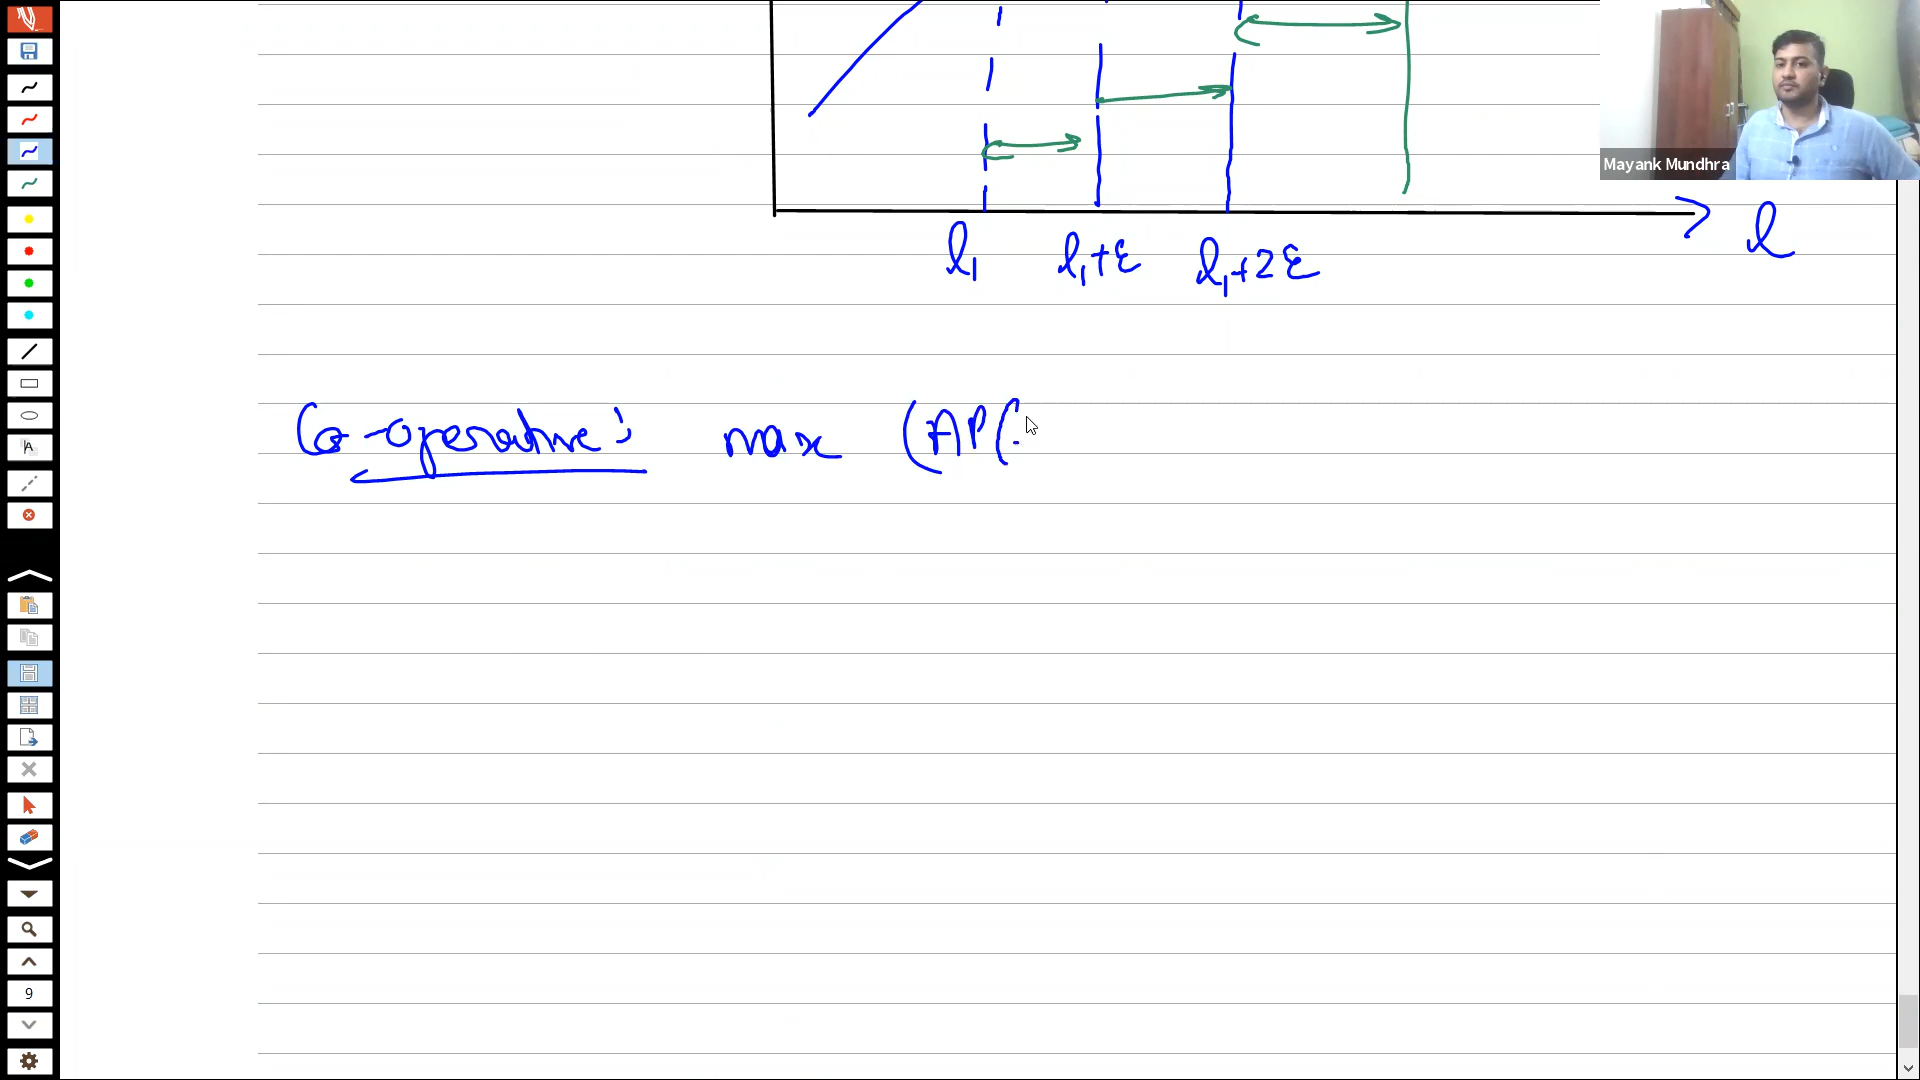 Mayank Mundhra
l
l₁ l₁+ε l₁+2ε
Co-operative: max (AP(
A
9